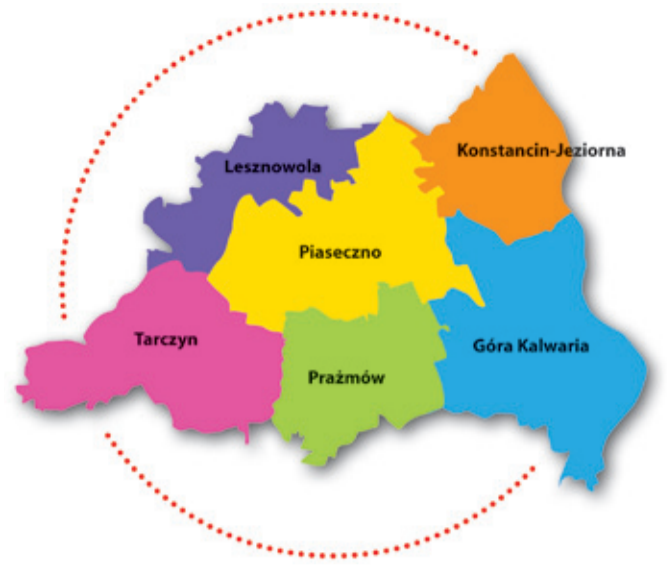 Konstancin-Jeziorna
Lesznowola
Piaseczno
Tarczyn
Góra Kalwaria
Prażmów